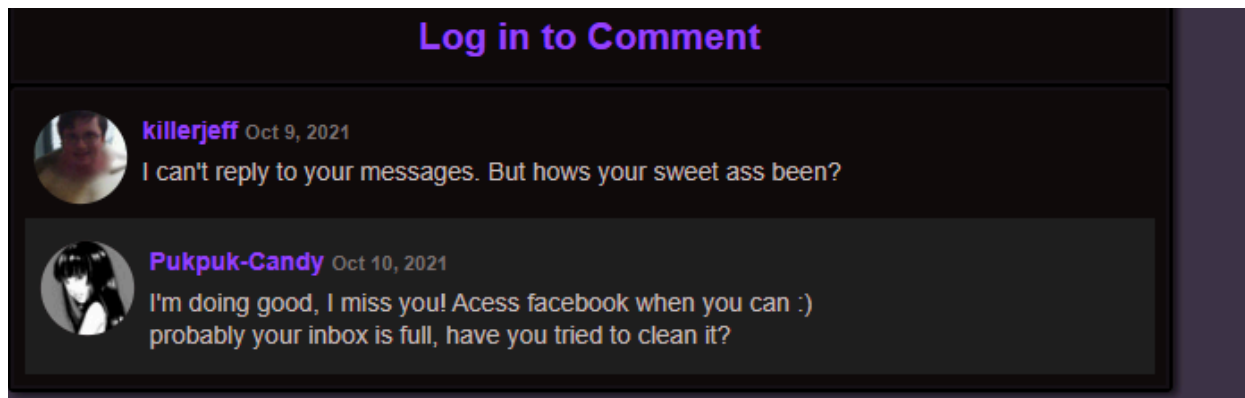 Log in to Comment
killerjeff Oct 9, 2021
I can't reply to your messages. But hows your sweet ass been?
Pukpuk-Candy Oct 10, 2021
I'm doing good, I miss you! Acess facebook when you can :)
probably your inbox is full, have you tried to clean it?